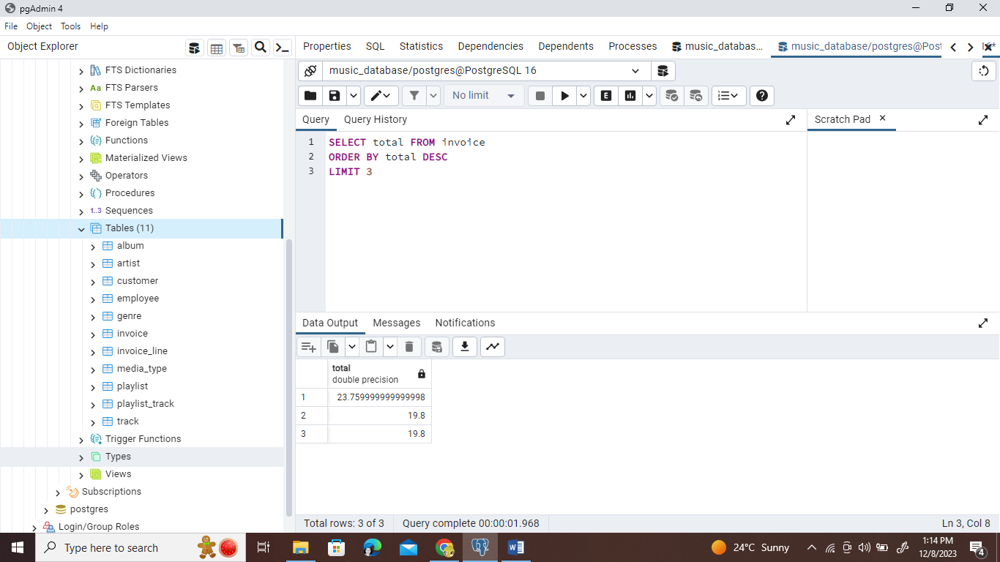 pgAdmin 4
File Object Tools Help
Object Explorer
Properties SQL Statistics Dependencies Dependents Processes music_databas... music_database/postgres@Post
music_database/postgres@PostgreSQL 16
No limit
E
Query Query History
Scratch Pad
1 SELECT total FROM invoice
2 ORDER BY total DESC
3 LIMIT 3
FTS Dictionaries
Aa FTS Parsers
FTS Templates
Foreign Tables
Functions
Materialized Views
Operators
Procedures
1..3 Sequences
Tables (11)
album
artist
customer
employee
genre
invoice
invoice_line
media_type
playlist
playlist_track
track
Trigger Functions
Types
Views
Subscriptions
postgres
Login/Group Roles
Data Output Messages Notifications
total
double precision
1 23.759999999999998
2 19.8
3 19.8
Total rows: 3 of 3 Query complete 00:00:01.968 Ln 3, Col 8
Type here to search
24°C Sunny
1:14 PM
12/8/2023
4